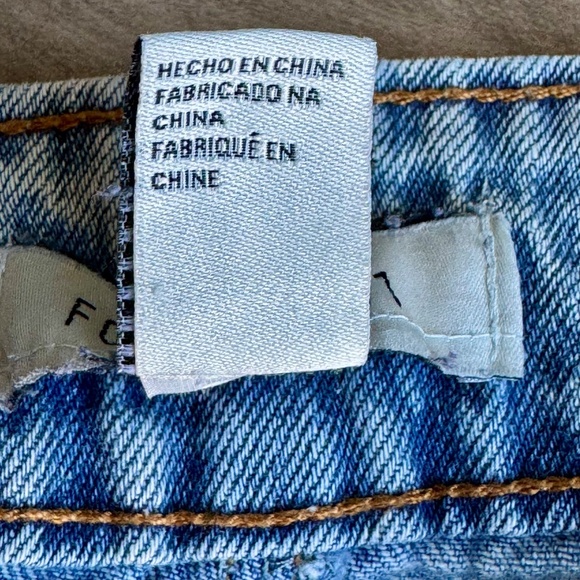 HECHO EN CHINA
FABRICADO NA
CHINA
FABRIQUÉ EN
CHINE